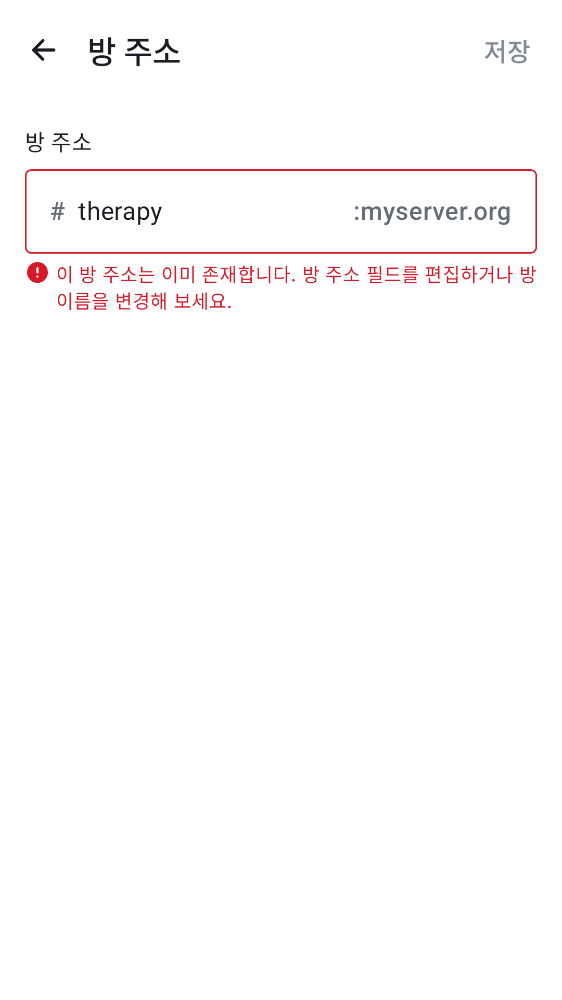 방 주소
저장
방 주소
# therapy :myserver.org
이 방 주소는 이미 존재합니다. 방 주소 필드를 편집하거나 방
이름을 변경해 보세요.